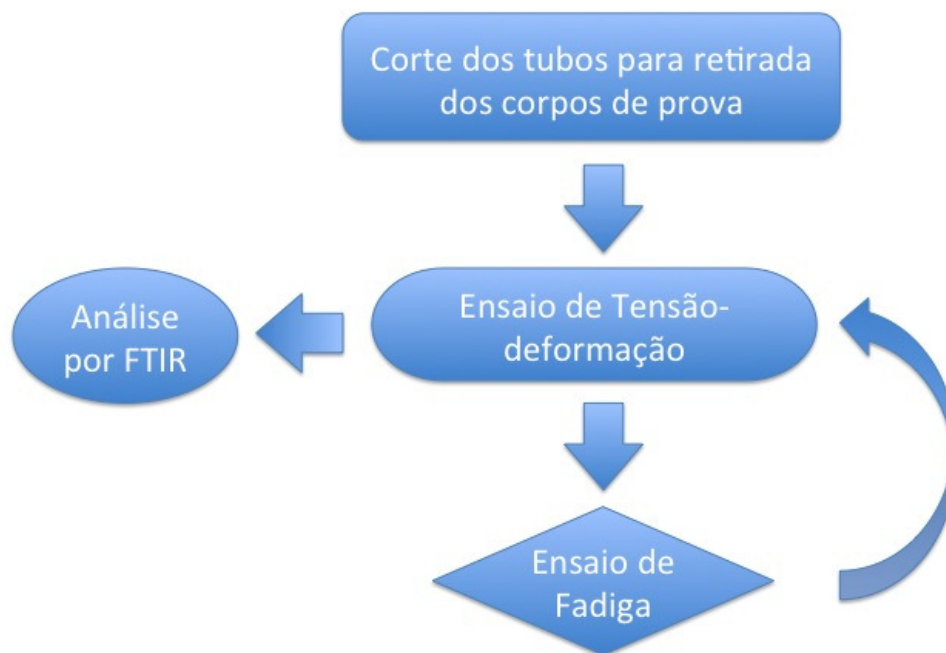 Corte dos tubos para retirada
dos corpos de prova
Ensaio de Tensão-
deformação
Análise
por FTIR
Ensaio de
Fadiga